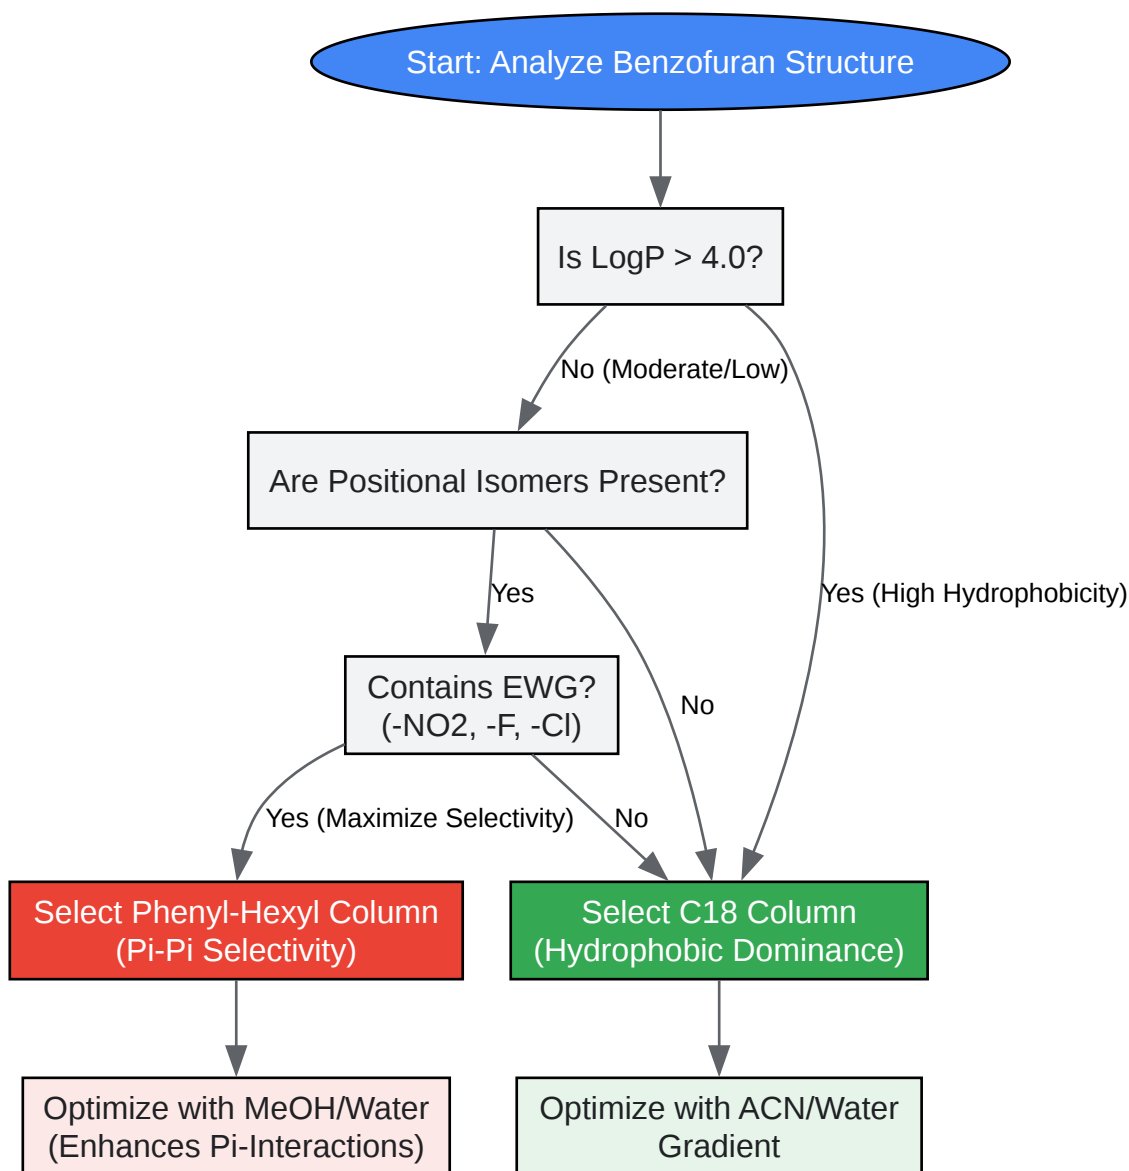 Start: Analyze Benzofuran Structure
Is LogP > 4.0?
No (Moderate/Low)
Are Positional Isomers Present?
Yes
Yes (High Hydrophobicity)
Contains EWG?
(-NO2, -F, -Cl)
No
Yes (Maximize Selectivity)
No
Select Phenyl-Hexyl Column
(Pi-Pi Selectivity)
Select C18 Column
(Hydrophobic Dominance)
Optimize with MeOH/Water
(Enhances Pi-Interactions)
Optimize with ACN/Water
Gradient